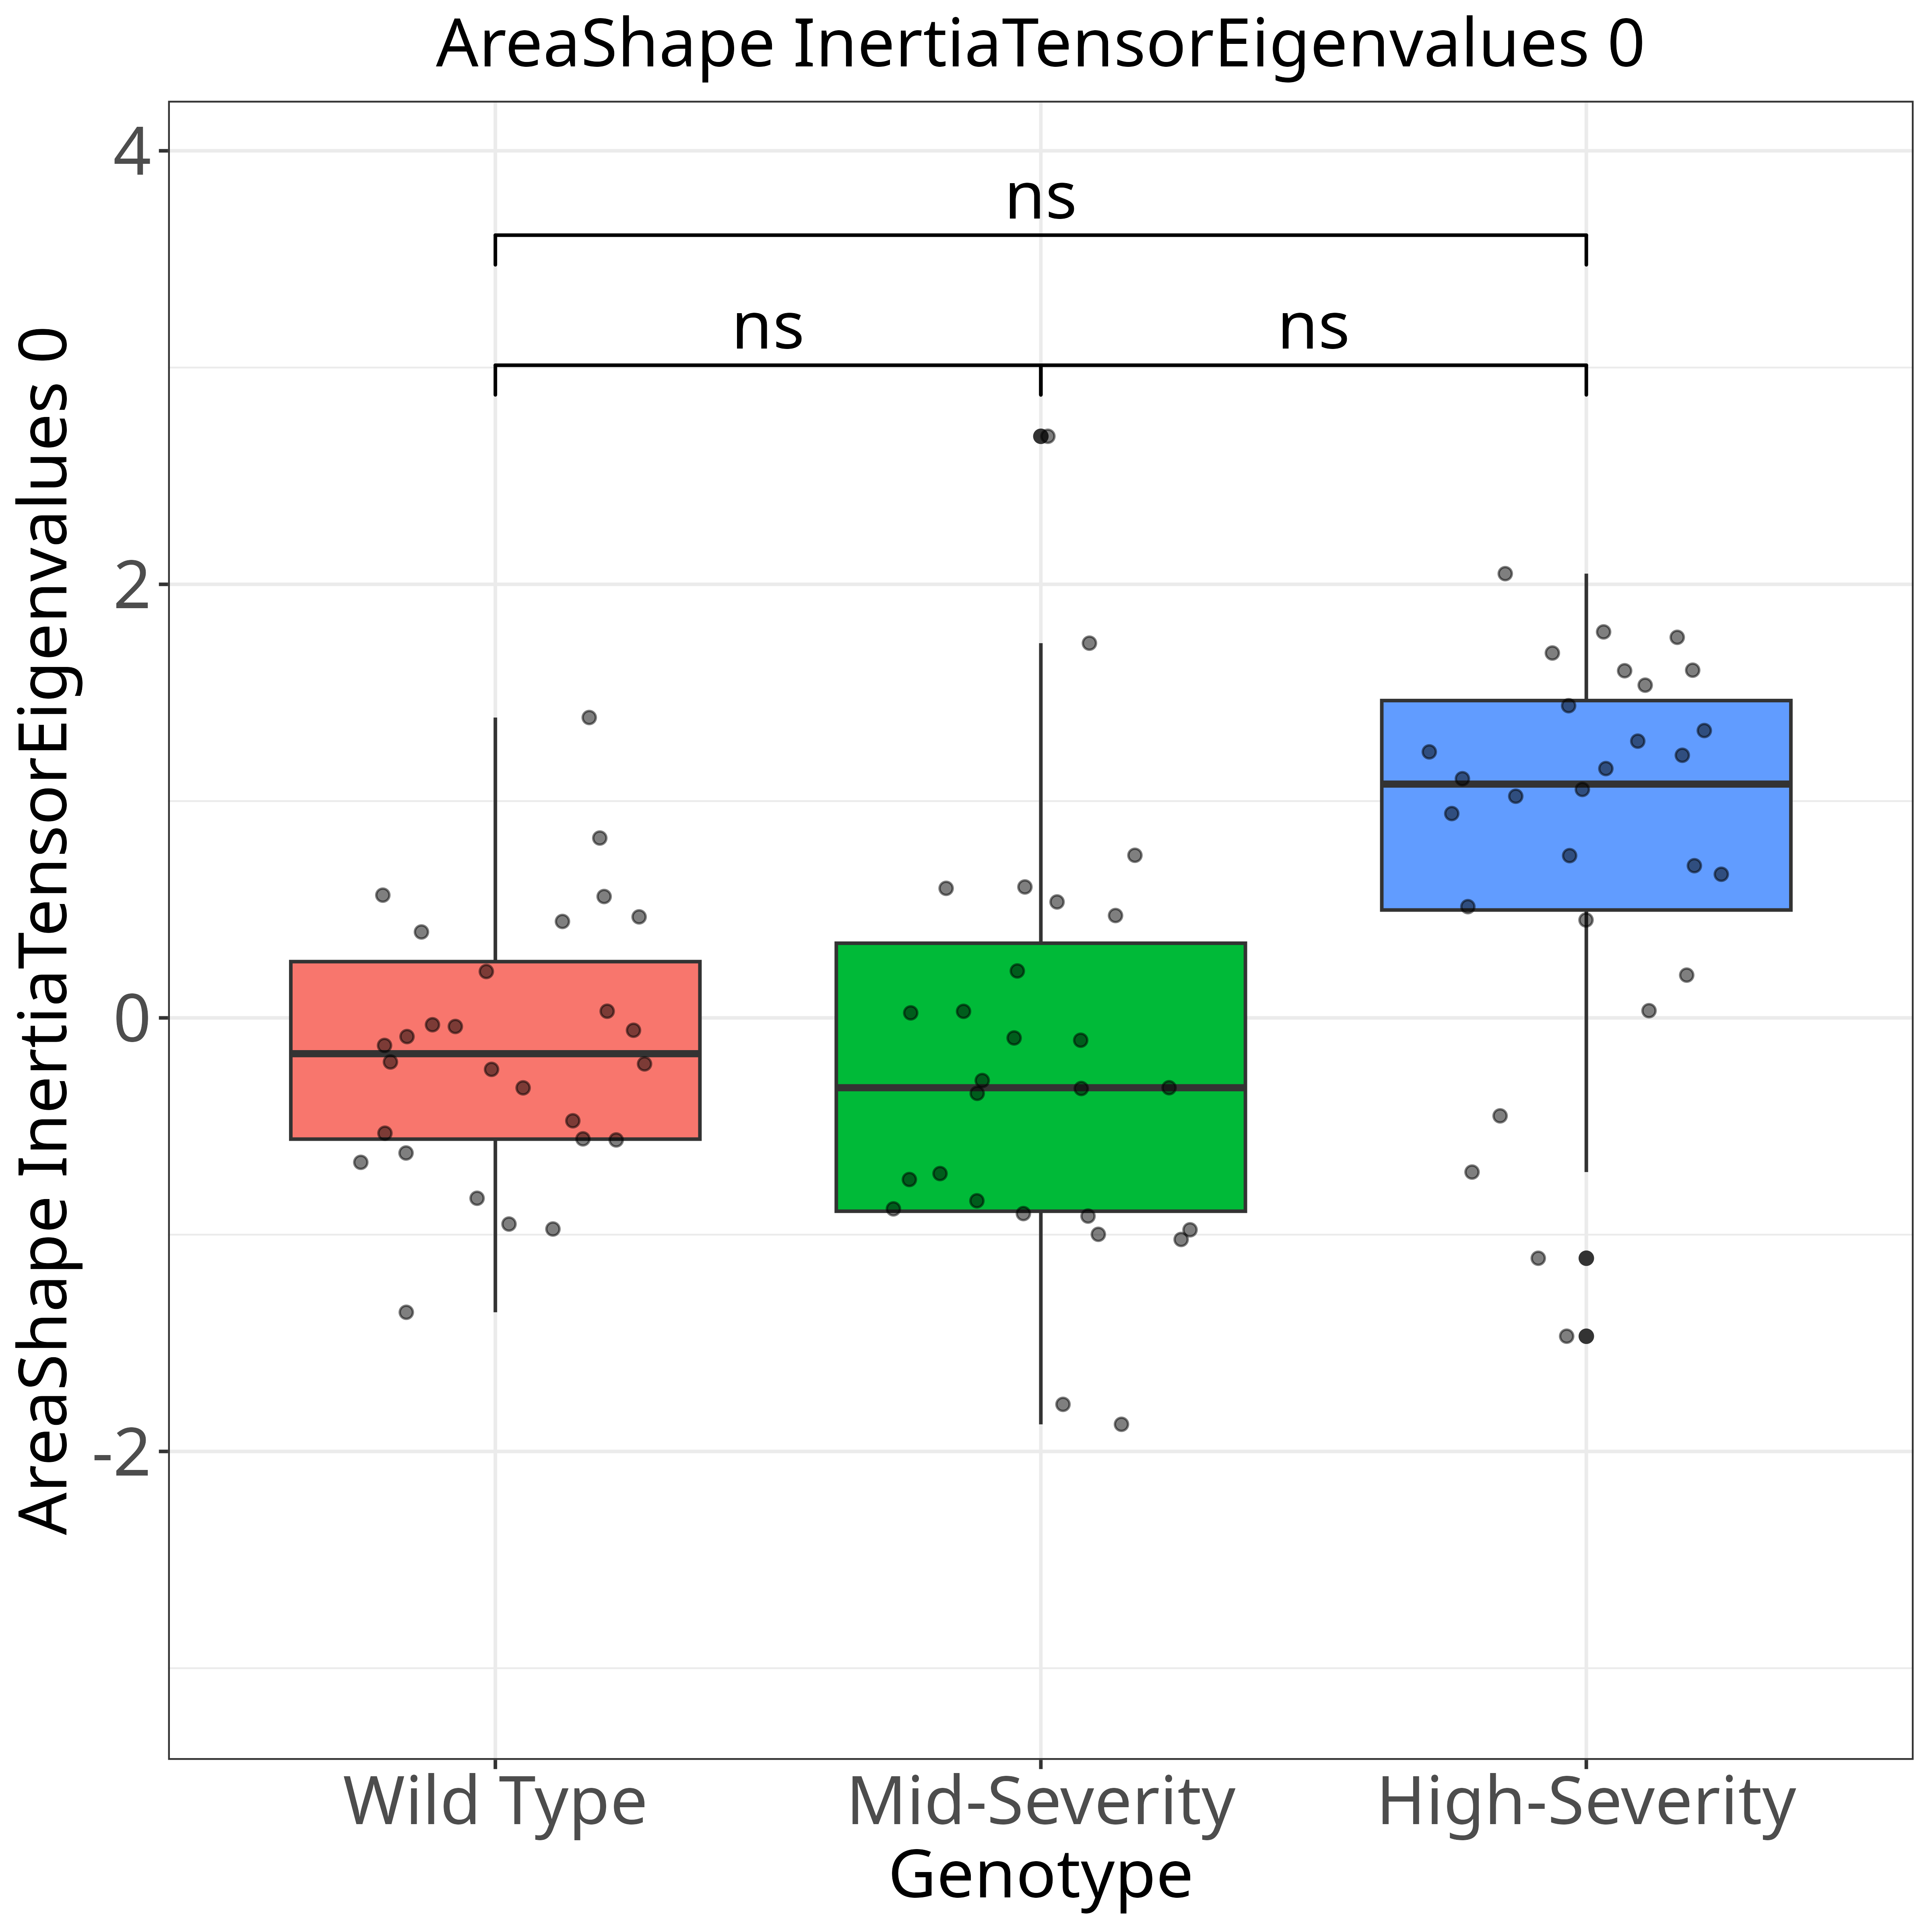 AreaShape InertiaTensorEigenvalues 0
AreaShape InertiaTensorEigenvalues 0
4
2
0
-2
ns
ns ns
Wild Type Mid-Severity High-Severity
Genotype